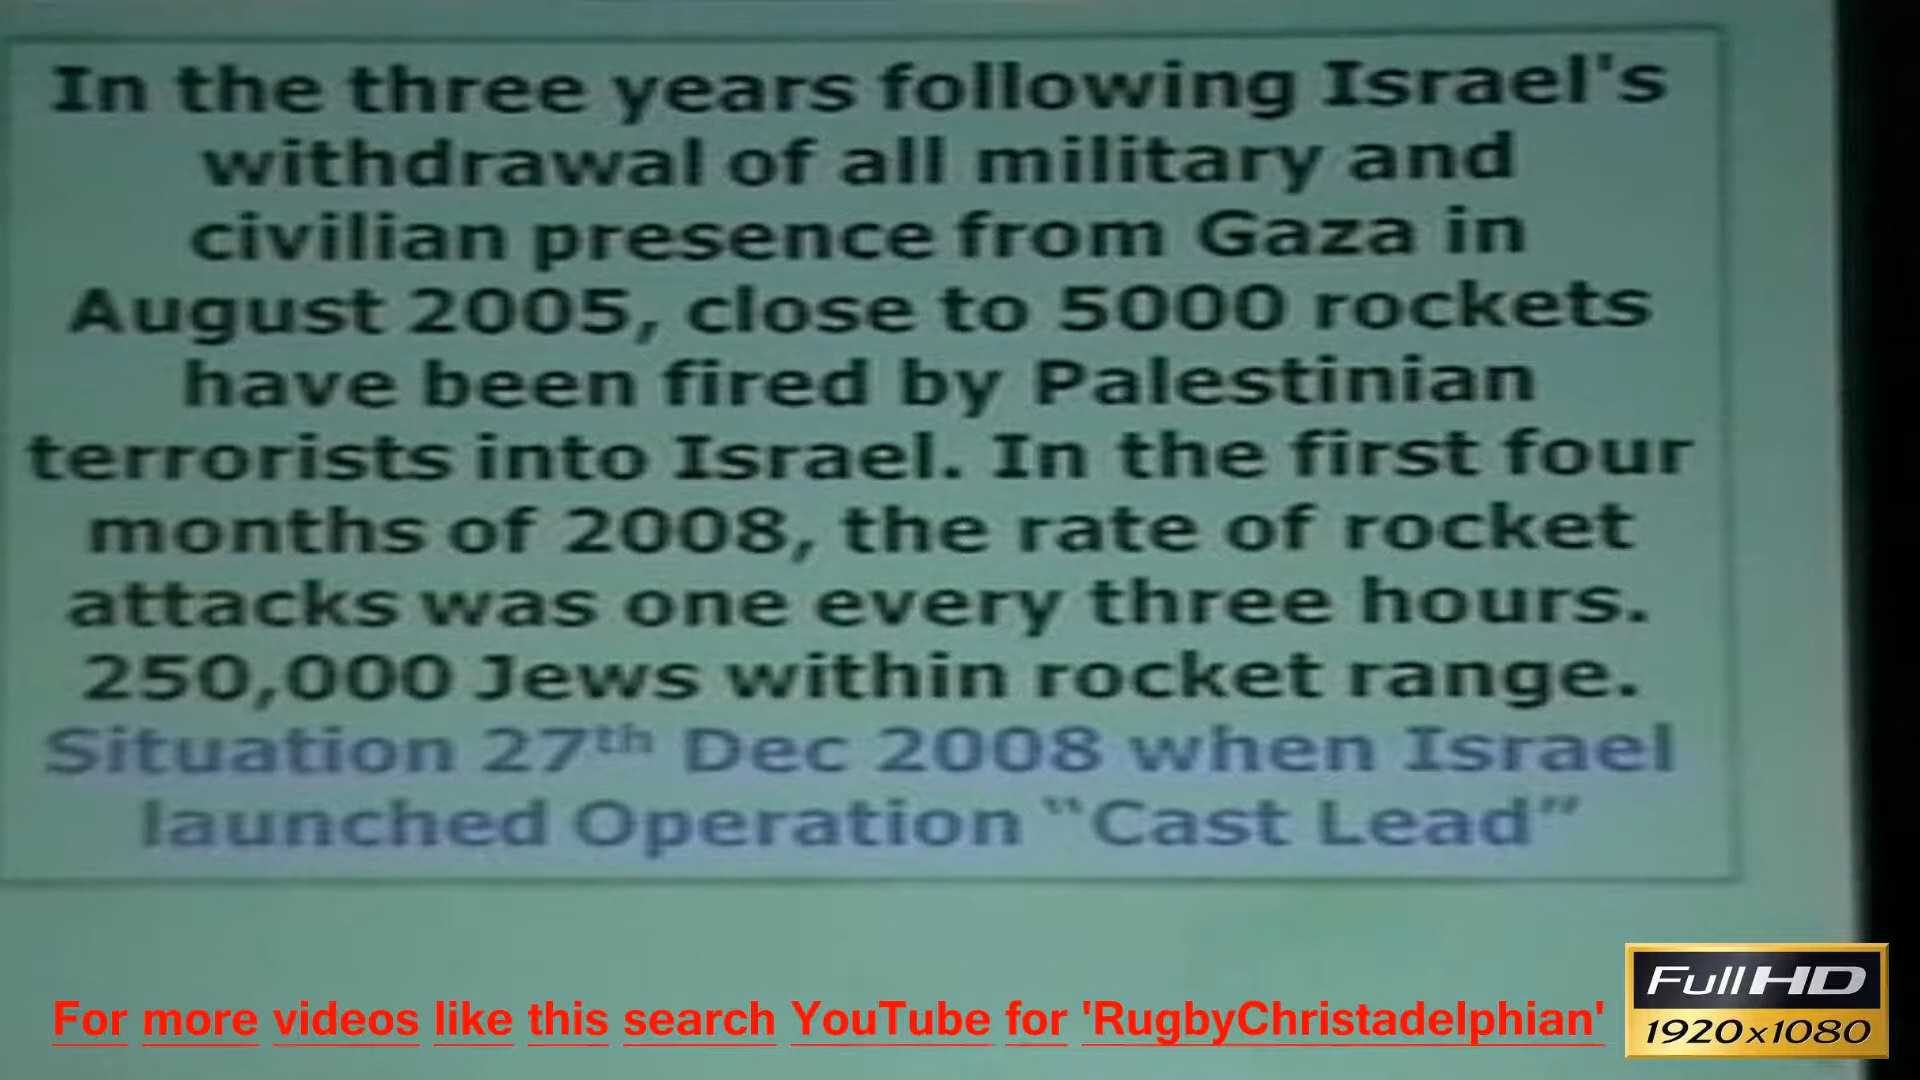 In the three years following Israel's
withdrawal of all military and
civilian presence from Gaza in
August 2005, close to 5000 rockets
have been fired by Palestinian
terrorists into Israel. In the first four
months of 2008, the rate of rocket
attacks was one every three hours.
250,000 Jews within rocket range.
Situation 27th Dec 2008 when Israel
launched Operation “Cast Lead”
For more videos like this search YouTube for 'RugbyChristadelphian'
Full HD
1920x1080